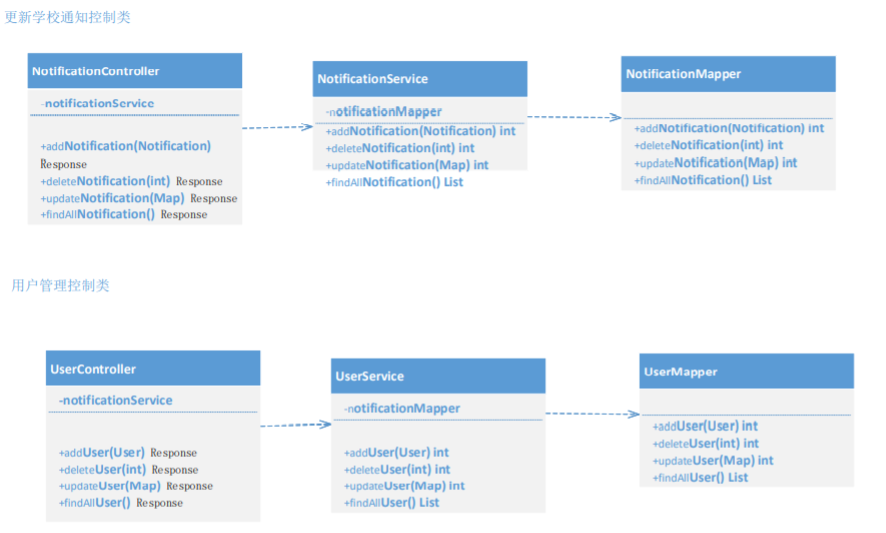 更新学校通知控制类
NotificationController
-notificationService
+addNotification(Notification)
Response
+deleteNotification(int) Response
+updateNotification(Map) Response
+findAllNotification() Response
NotificationService
-notificationMapper
+addNotification(Notification) int
+deleteNotification(int) int
+updateNotification(Map) int
+findAllNotification() List
NotificationMapper
+addNotification(Notification) int
+deleteNotification(int) int
+updateNotification(Map) int
+findAllNotification() List
用户管理控制类
UserController
-notificationService
+addUser(User) Response
+deleteUser(int) Response
+updateUser(Map) Response
+findAllUser() Response
UserService
-notificationMapper
+addUser(User) int
+deleteUser(int) int
+updateUser(Map) int
+findAllUser() List
UserMapper
+addUser(User) int
+deleteUser(int) int
+updateUser(Map) int
+findAllUser() List